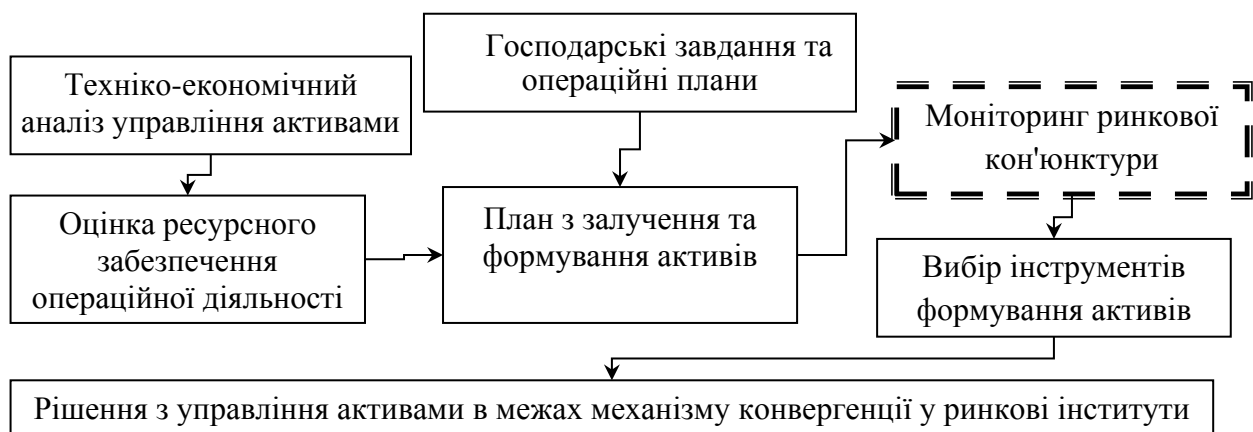 Техніко-економічний
аналіз управління активами
Господарські завдання та
операційні плани
Моніторинг ринкової
кон'юнктури
Оцінка ресурсного
забезпечення
операційної діяльності
План з залучення та
формування активів
Вибір інструментів
формування активів
Рішення з управління активами в межах механізму конвергенції у ринкові інститути